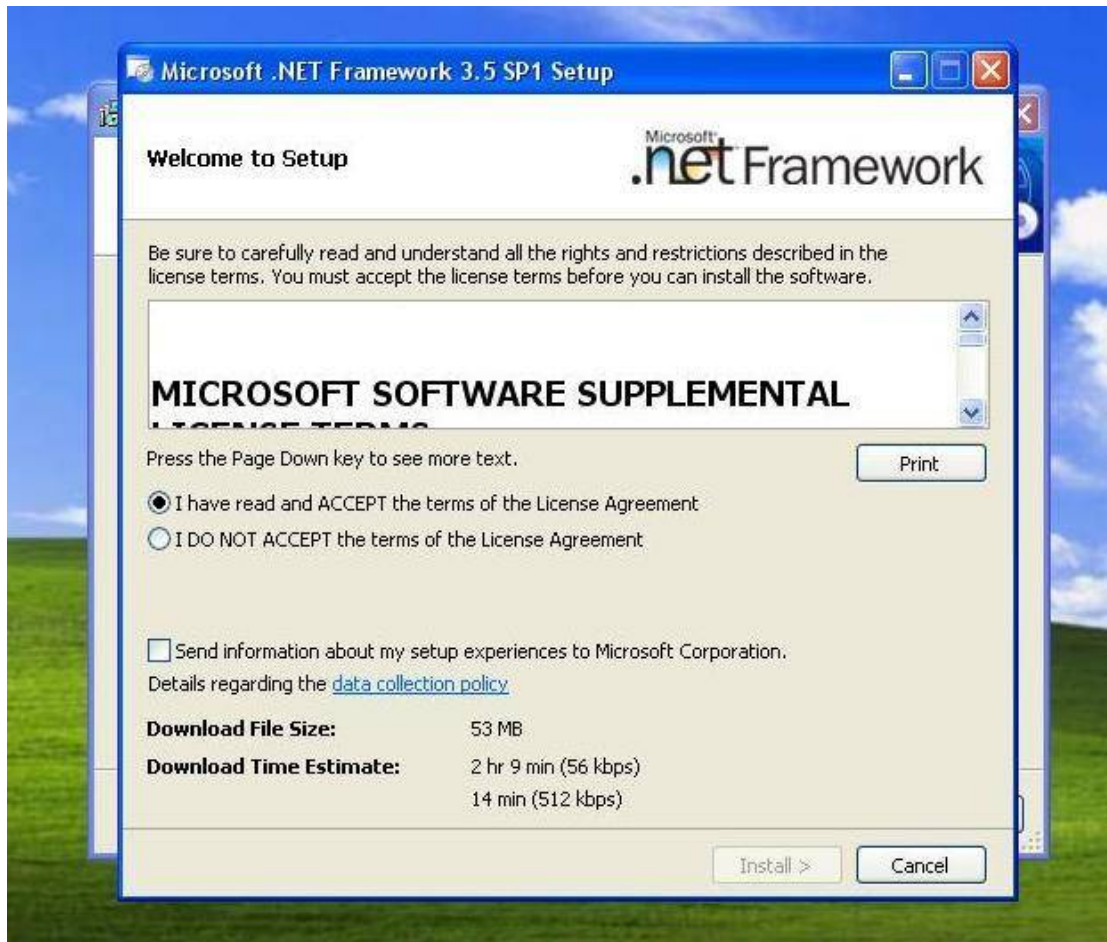 Microsoft .NET Framework 3.5 SP1 Setup
Welcome to Setup
Microsoft
.net Framework
Be sure to carefully read and understand all the rights and restrictions described in the
license terms. You must accept the license terms before you can install the software.
MICROSOFT SOFTWARE SUPPLEMENTAL
LICENSE TERMS
Press the Page Down key to see more text.
Print
I have read and ACCEPT the terms of the License Agreement
I DO NOT ACCEPT the terms of the License Agreement
Send information about my setup experiences to Microsoft Corporation.
Details regarding the data collection policy
Download File Size: 53 MB
Download Time Estimate: 2 hr 9 min (56 kbps)
14 min (512 kbps)
Install >
Cancel